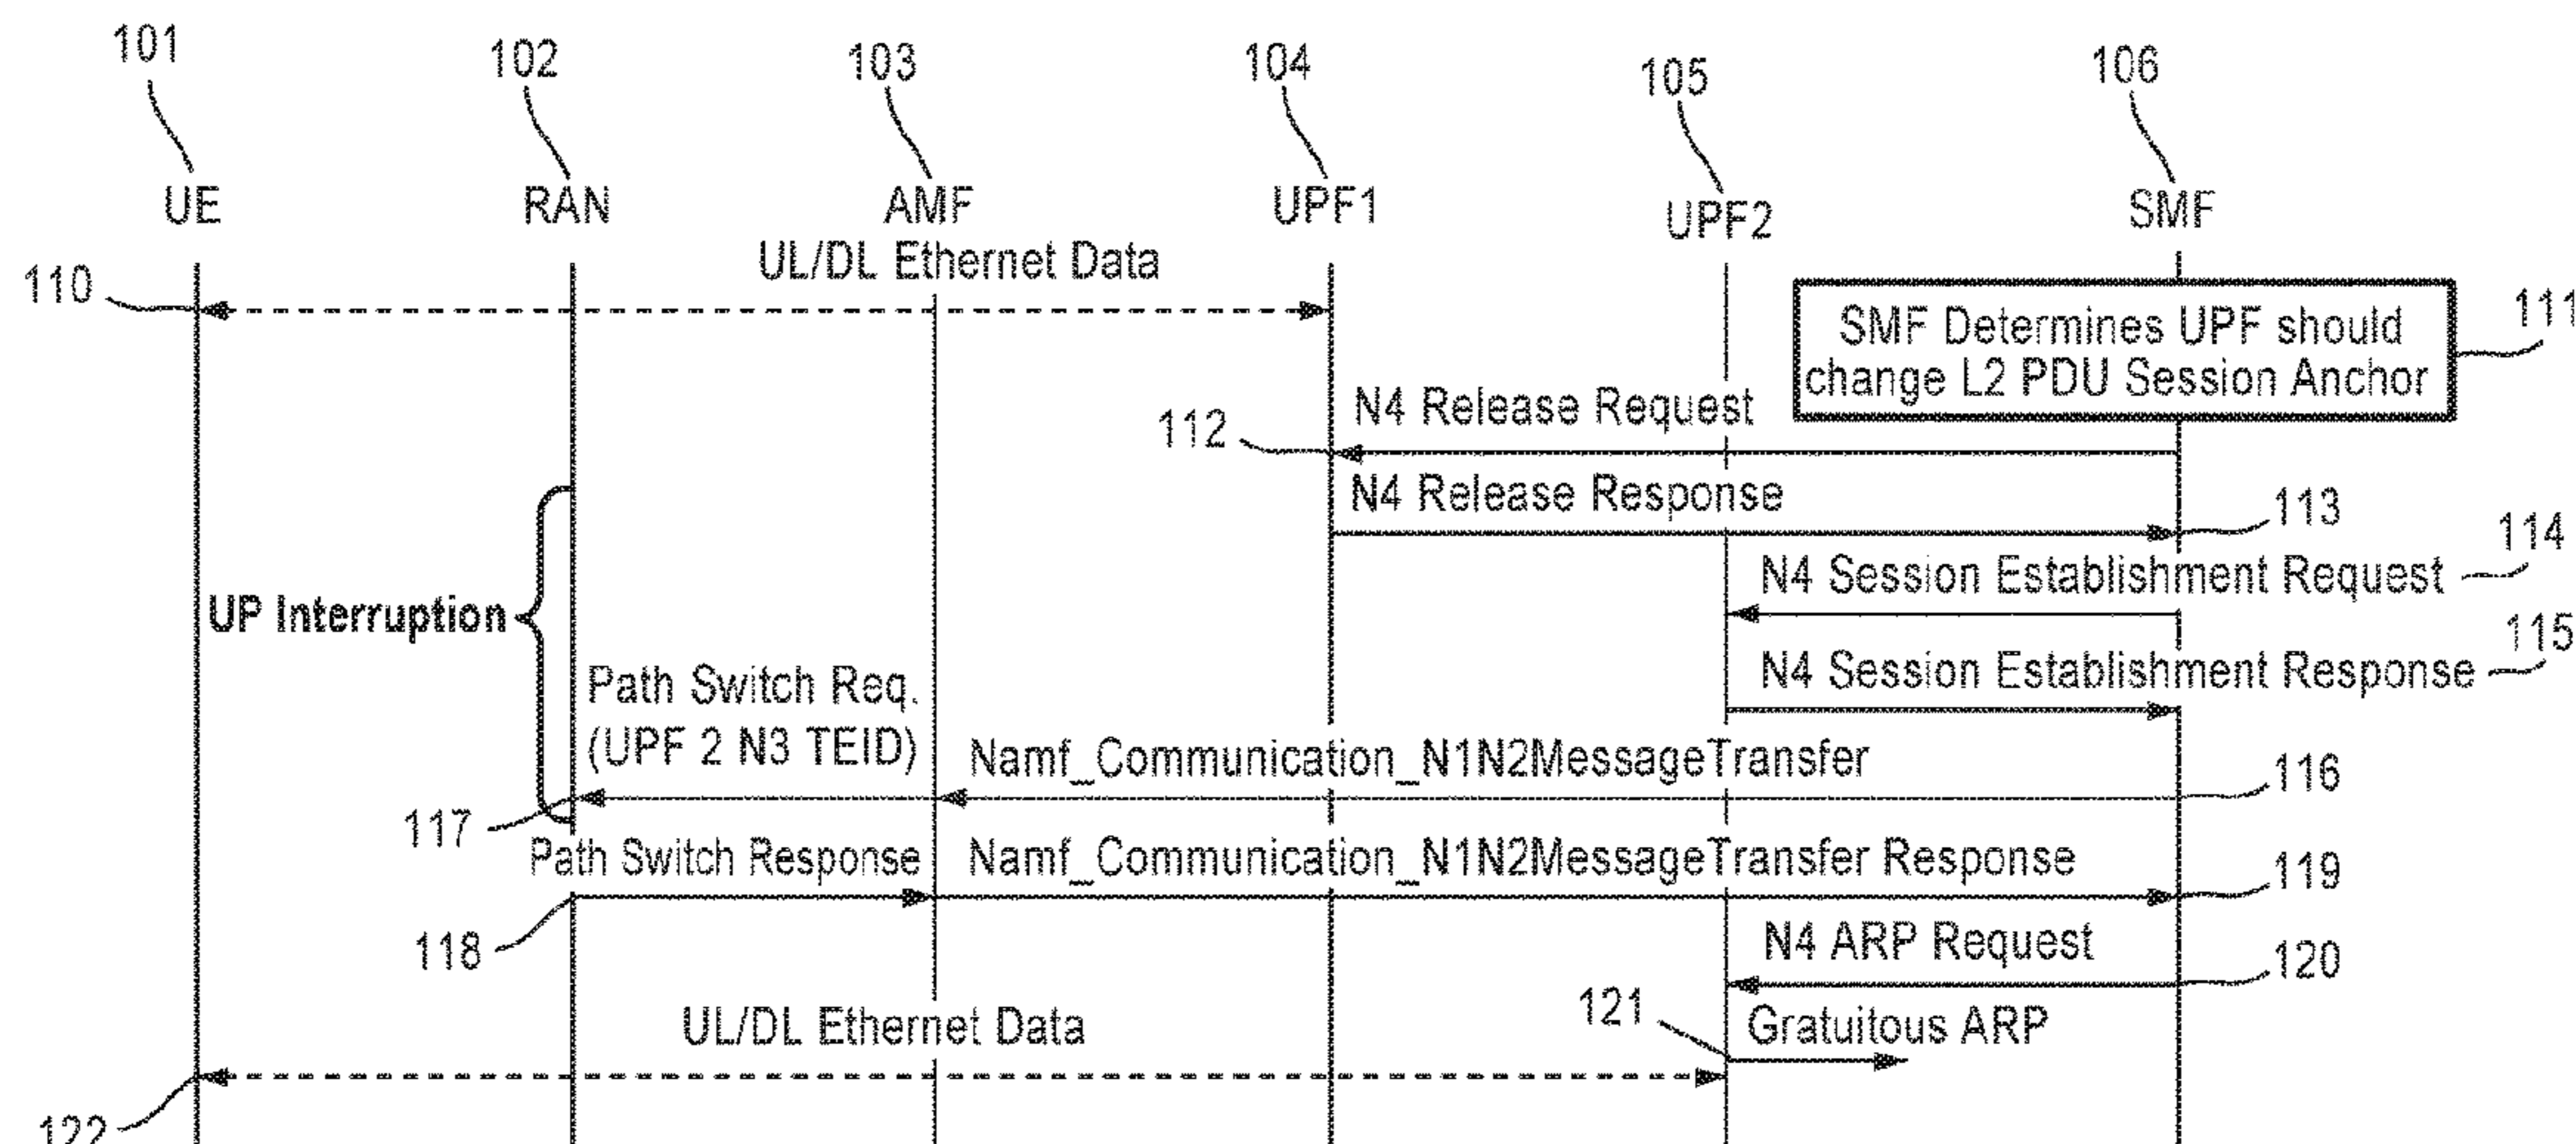 101
102
103
104
105
106
UE
RAN
AMF
UPF1
UPF2
SMF
110
UL/DL Ethernet Data
SMF Determines UPF should
change L2 PDU Session Anchor
111
112
N4 Release Request
N4 Release Response
113
N4 Session Establishment Request
114
UP Interruption
N4 Session Establishment Response
115
Path Switch Req.
(UPF 2 N3 TEID)
Namf_Communication_N1N2MessageTransfer
116
117
Path Switch Response
Namf_Communication_N1N2MessageTransfer Response
119
118
N4 ARP Request
120
UL/DL Ethernet Data
121
Gratuitous ARP
122